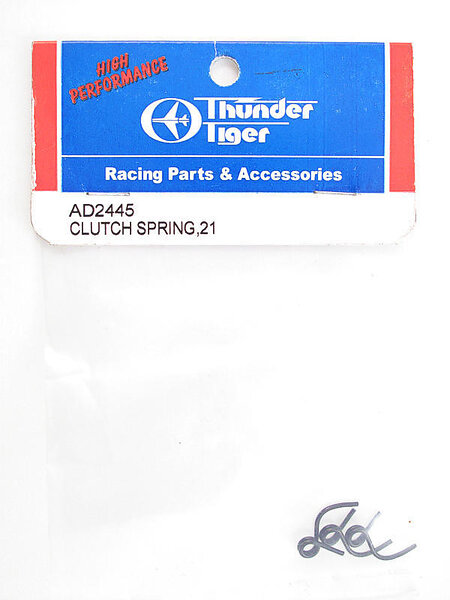 HIGH
PERFORMANCE
Thunder
Tiger
Racing Parts & Accessories
AD2445
CLUTCH SPRING,21